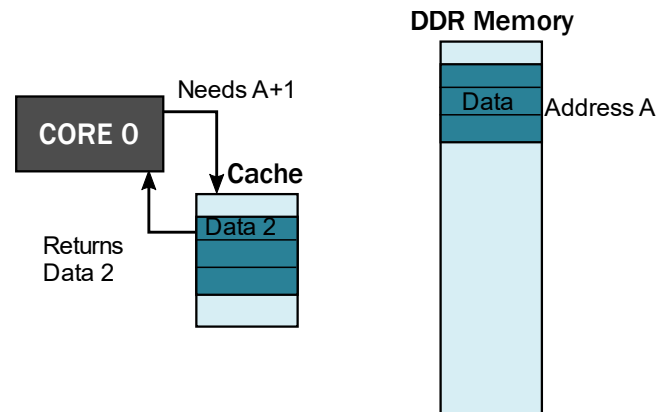 DDR Memory
Needs A+1
Data
Address A
CORE 0
Cache
Data 2
Returns
Data 2